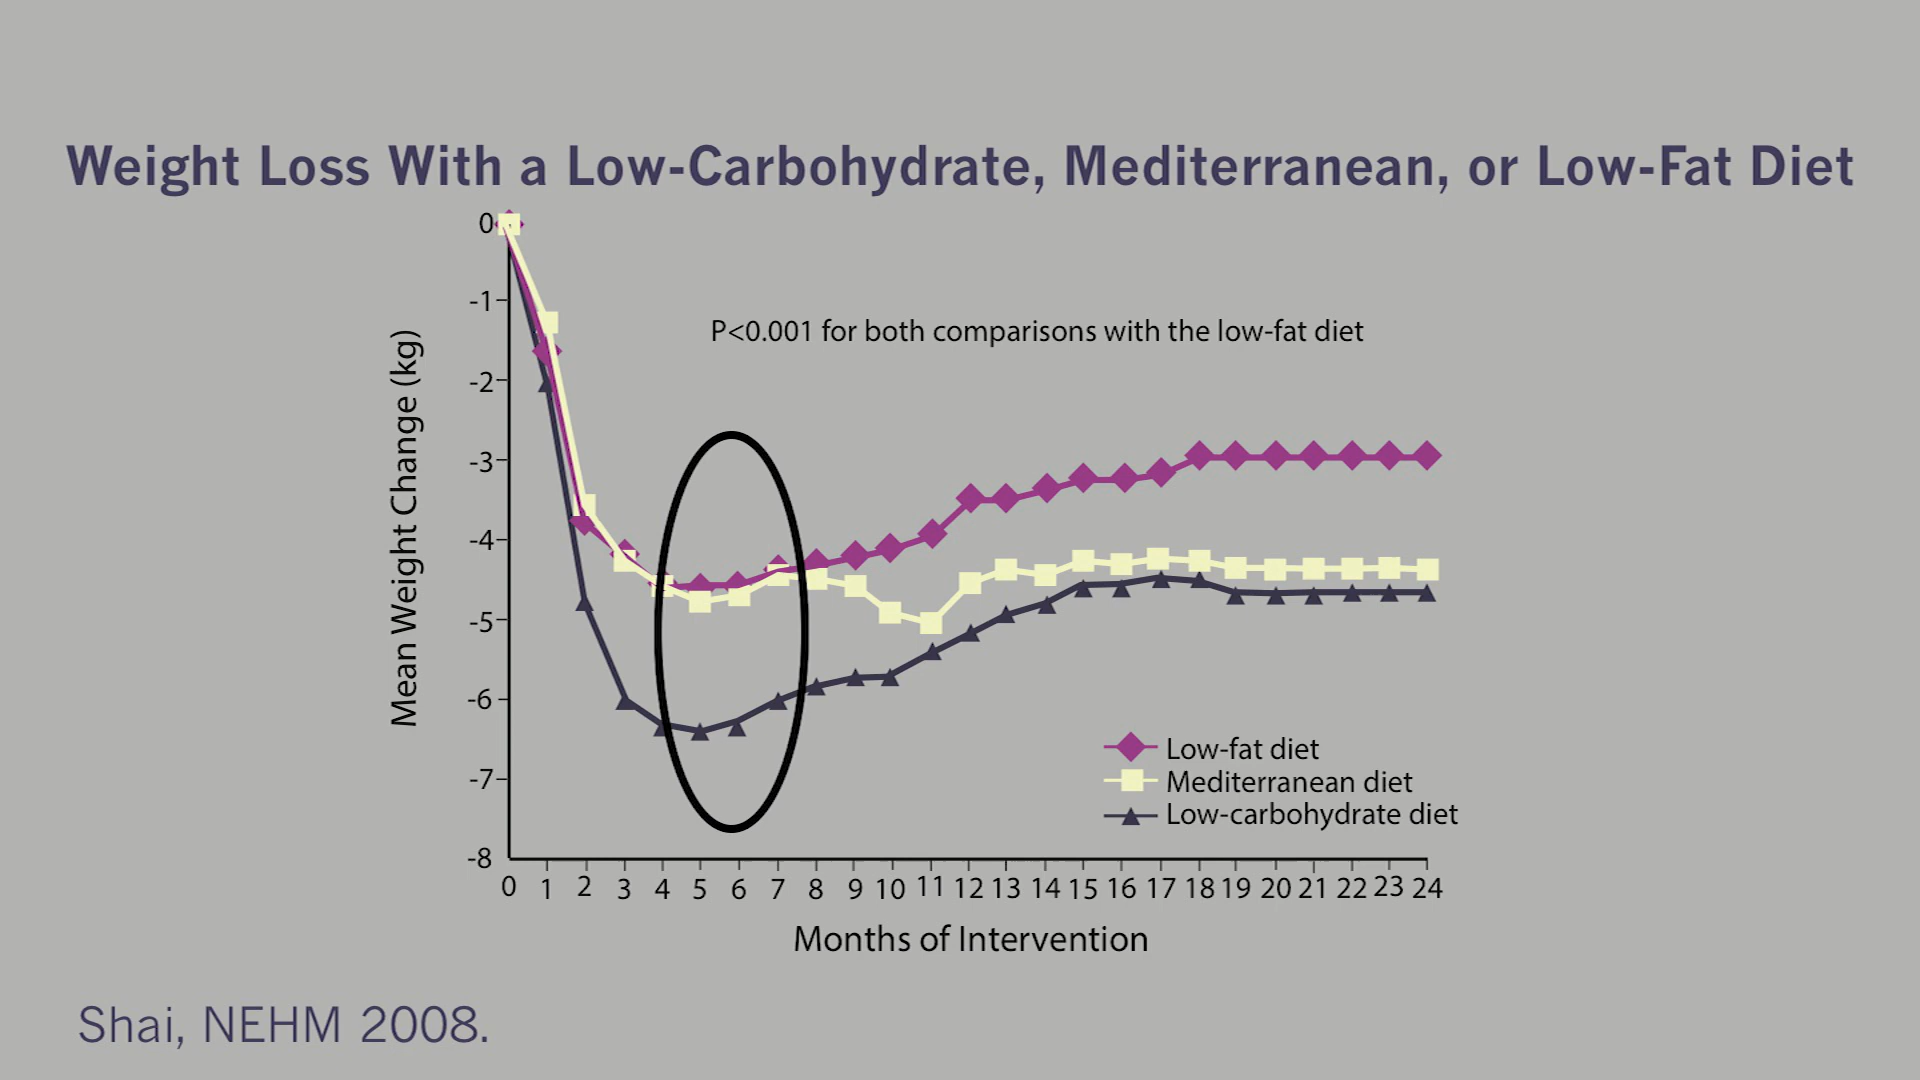 Weight Loss With a Low-Carbohydrate, Mediterranean, or Low-Fat Diet
0
-1
-2
-3
-4
-5
-6
-7
-8
Mean Weight Change (kg)
P<0.001 for both comparisons with the low-fat diet
Low-fat diet
Mediterranean diet
Low-carbohydrate diet
0 1 2 3 4 5 6 7 8 9 10 11 12 13 14 15 16 17 18 19 20 21 22 23 24
Months of Intervention
Shai, NEHM 2008.